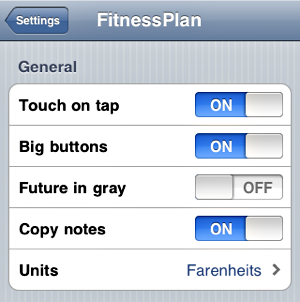 Settings FitnessPlan
General
Touch on tap ON
Big buttons ON
Future in gray OFF
Copy notes ON
Units Farenheits